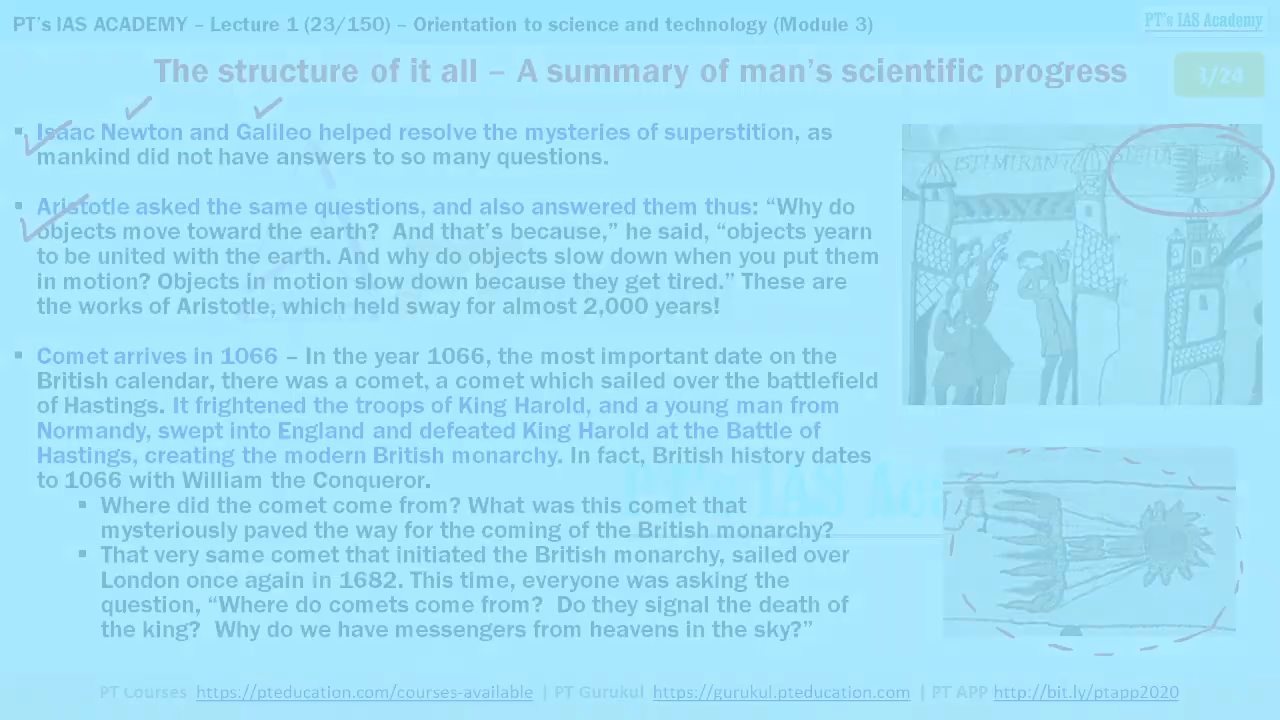 PT's IAS ACADEMY – Lecture 1 (23/150) – Orientation to science and technology (Module 3)
PT's IAS Academy
The structure of it all – A summary of man's scientific progress
1/24
▪ Isaac Newton and Galileo helped resolve the mysteries of superstition, as
mankind did not have answers to so many questions.
▪ Aristotle asked the same questions, and also answered them thus: “Why do
objects move toward the earth? And that's because,” he said, “objects yearn
to be united with the earth. And why do objects slow down when you put them
in motion? Objects in motion slow down because they get tired.” These are
the works of Aristotle, which held sway for almost 2,000 years!
▪ Comet arrives in 1066 – In the year 1066, the most important date on the
British calendar, there was a comet, a comet which sailed over the battlefield
of Hastings. It frightened the troops of King Harold, and a young man from
Normandy, swept into England and defeated King Harold at the Battle of
Hastings, creating the modern British monarchy. In fact, British history dates
to 1066 with William the Conqueror.
▪ Where did the comet come from? What was this comet that
mysteriously paved the way for the coming of the British monarchy?
▪ That very same comet that initiated the British monarchy, sailed over
London once again in 1682. This time, everyone was asking the
question, “Where do comets come from? Do they signal the death of
the king? Why do we have messengers from heavens in the sky?”
ISTI MIRANT
STELLA
PT's IAS Aca
PT Courses https://pteducation.com/courses-available | PT Gurukul https://gurukul.pteducation.com | PT APP http://bit.ly/ptapp2020